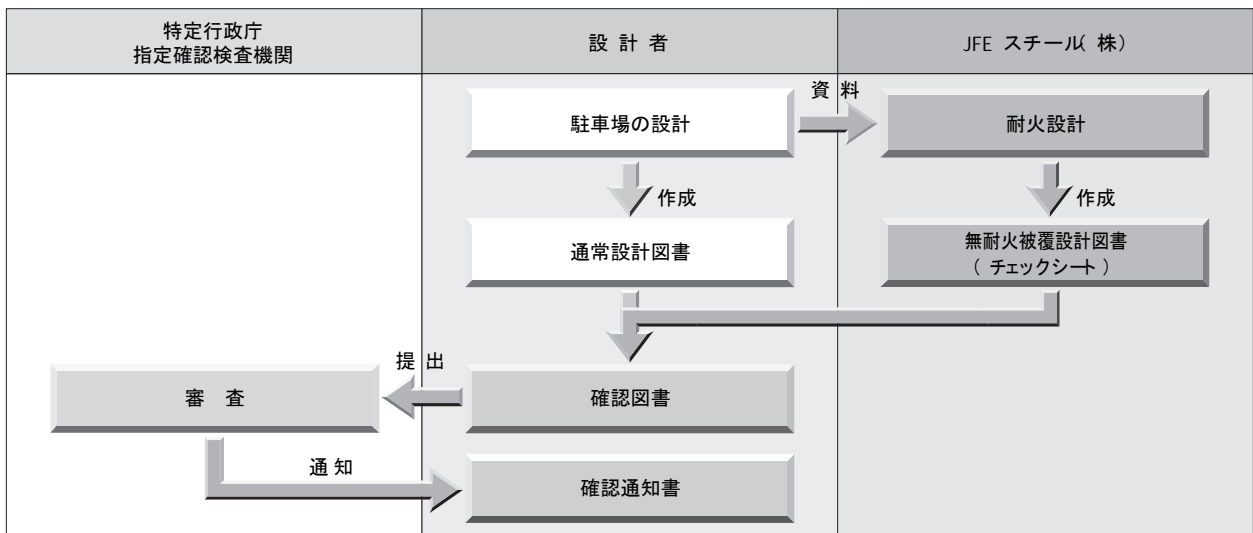 特定行政庁
指定確認検査機関
設 計 者
JFE スチール( 株)
資 料
駐車場の設計
耐火設計
作成
作成
通常設計図書
無耐火被覆設計図書
( チェックシート )
提 出
審 査
確認図書
通 知
確認通知書